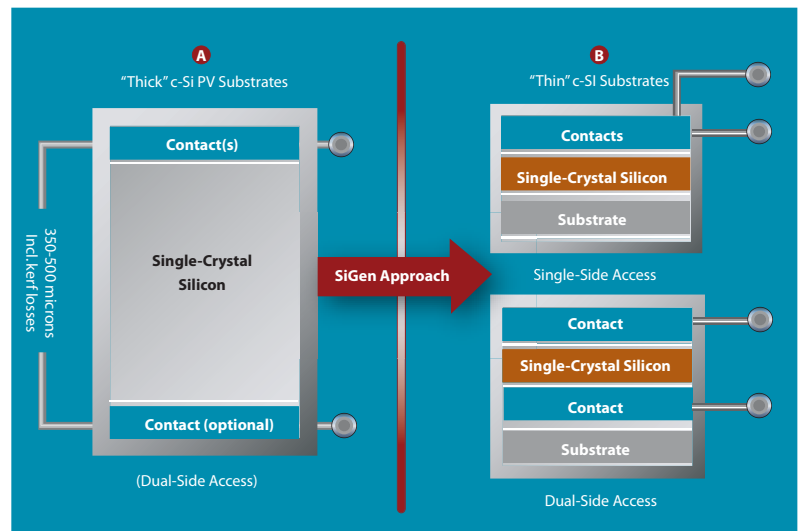 A
"Thick" c-Si PV Substrates
Contact(s)
Single-Crystal
Silicon
350-500 microns
Incl.kerf losses
Contact (optional)
(Dual-Side Access)
SiGen Approach
B
"Thin" c-SI Substrates
Contacts
Single-Crystal Silicon
Substrate
Single-Side Access
Contact
Single-Crystal Silicon
Contact
Substrate
Dual-Side Access